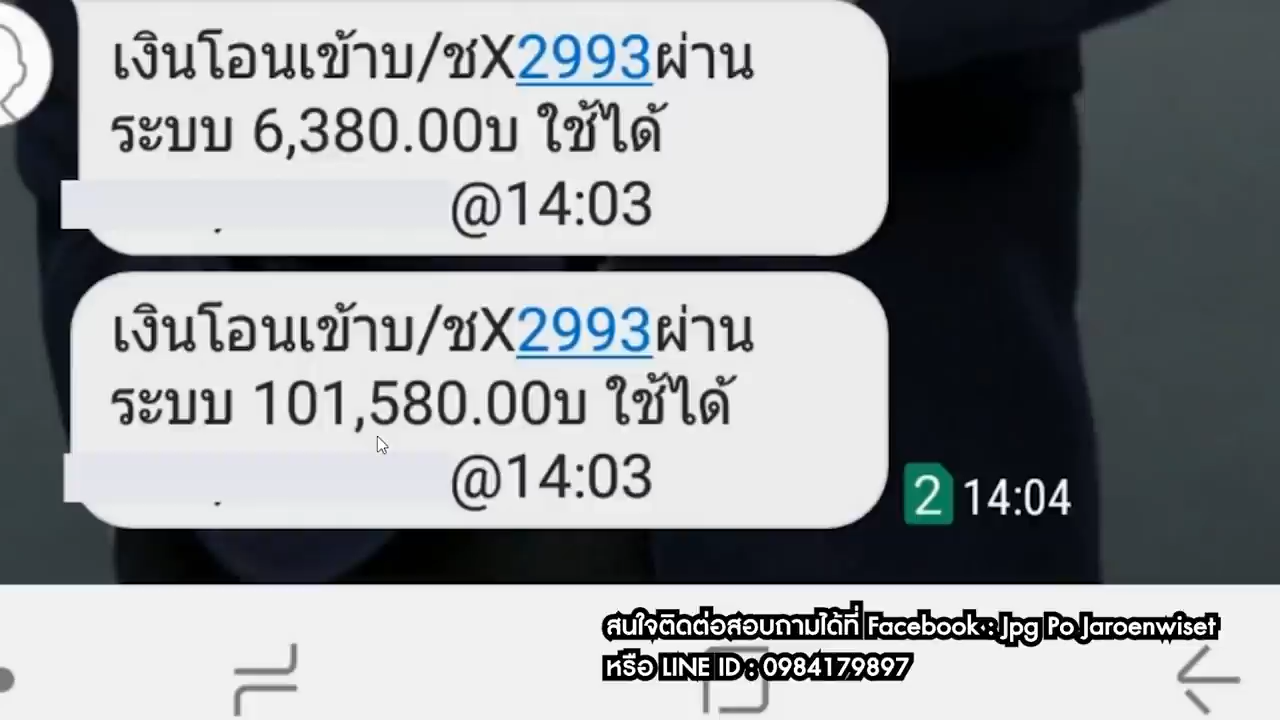 เงินโอนเข้าบ/ชX2993ผ่าน
ระบบ 6,380.00บ ใช้ได้
@14:03
เงินโอนเข้าบ/ชX2993ผ่าน
ระบบ 101,580.00บ ใช้ได้
@14:03
2 14:04
สนใจติดต่อสอบถามได้ที่ Facebook : Jpg Po Jaroenwiset
หรือ LINE ID : 0984179897